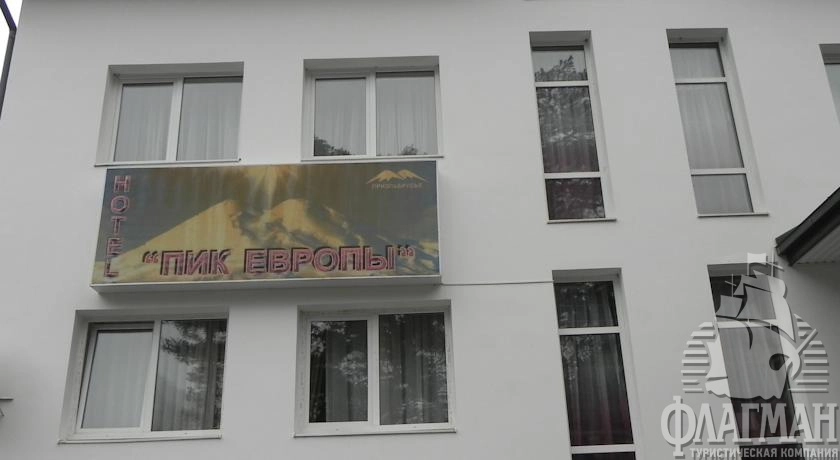 HOTEL
ПРИЭЛЬБРУСЬЕ
“ПИК ЕВРОПЫ”
ФЛАГМАН
ТУРИСТИЧЕСКАЯ КОМПАНИЯ